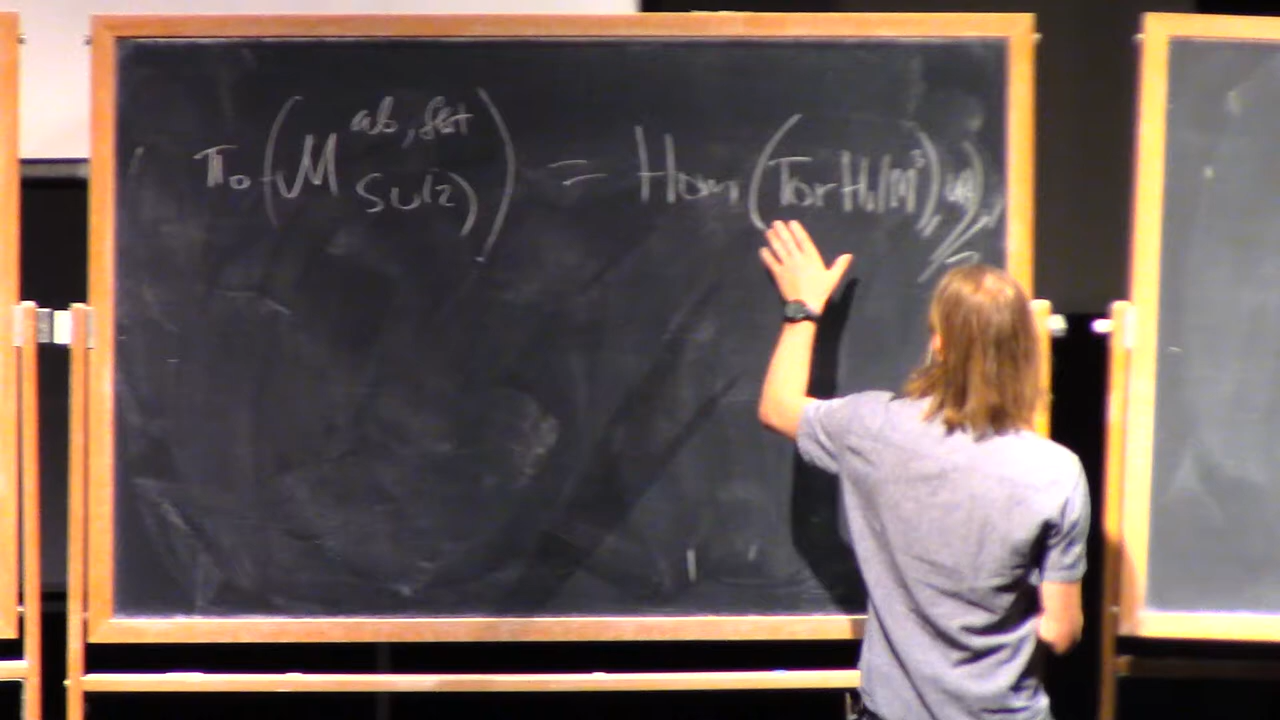 π₀(M^{ab, flat}_{SU(2)}) = Hom(Tor H₁(M³), U(1))/